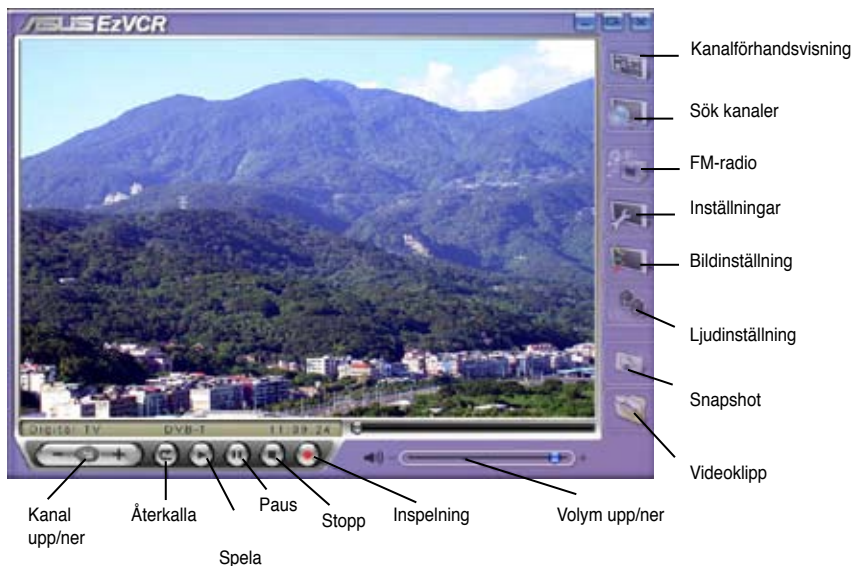 ASUS EzVCR
Kanalförhandsvisning
Sök kanaler
FM-radio
Inställningar
Bildinställning
Ljudinställning
Snapshot
Videoklipp
Digital TV DVB-T 11:09:24
Kanal
upp/ner
Återkalla
Spela
Paus
Stopp
Inspelning
Volym upp/ner